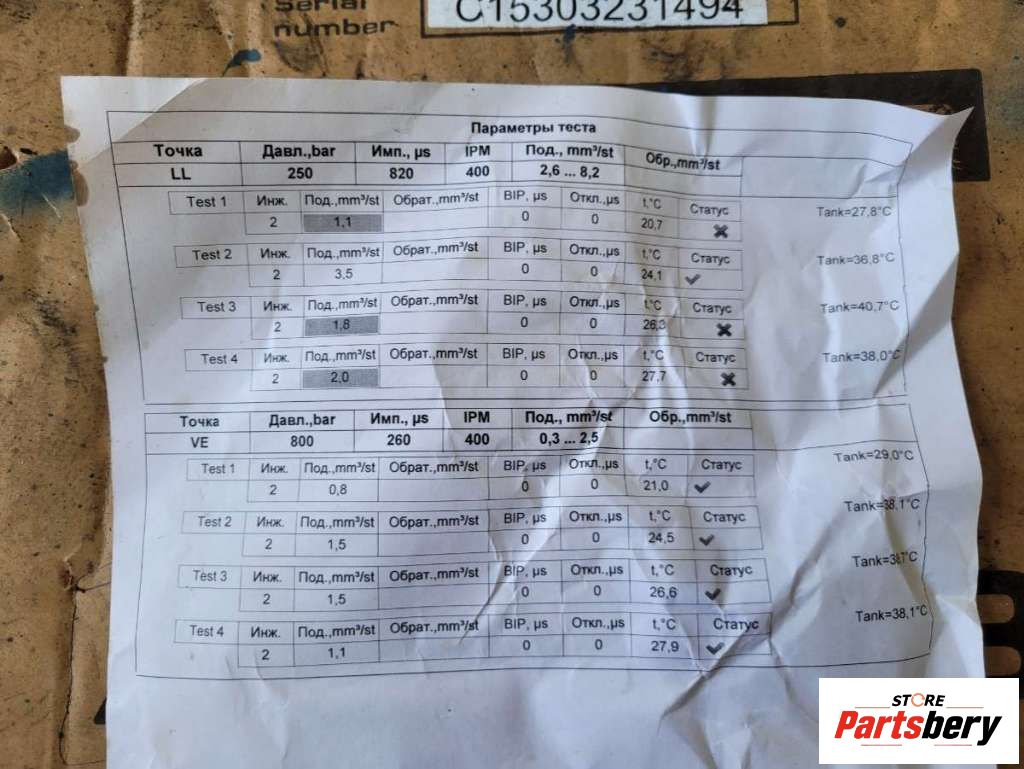 Serial
number
C15303231494
Параметры теста
Точка Давл.,bar Имп., µs IPM Под., mm³/st Обр.,mm³/st
LL 250 820 400 2,6 ... 8,2
Test 1 Инж. Под.,mm³/st Обрат.,mm³/st BIP, µs Откл.,µs t,°C Статус Tank=27,8°C
2 1,1 0 0 20,7 ✖
Test 2 Инж. Под.,mm³/st Обрат.,mm³/st BIP, µs Откл.,µs t,°C Статус Tank=36,8°C
2 3,5 0 0 24,1 ✔
Test 3 Инж. Под.,mm³/st Обрат.,mm³/st BIP, µs Откл.,µs t,°C Статус Tank=40,7°C
2 1,8 0 0 26,3 ✖
Test 4 Инж. Под.,mm³/st Обрат.,mm³/st BIP, µs Откл.,µs t,°C Статус Tank=38,0°C
2 2,0 0 0 27,7 ✖
Точка Давл.,bar Имп., µs IPM Под., mm³/st Обр.,mm³/st
VE 800 260 400 0,3 ... 2,5
Test 1 Инж. Под.,mm³/st Обрат.,mm³/st BIP, µs Откл.,µs t,°C Статус Tank=29,0°C
2 0,8 0 0 21,0 ✔
Test 2 Инж. Под.,mm³/st Обрат.,mm³/st BIP, µs Откл.,µs t,°C Статус Tank=38,1°C
2 1,5 0 0 24,5 ✔
Test 3 Инж. Под.,mm³/st Обрат.,mm³/st BIP, µs Откл.,µs t,°C Статус
2 1,5 0 0 26,6 ✔
Test 4 Инж. Под.,mm³/st Обрат.,mm³/st BIP, µs Откл.,µs t,°C Статус Tank=38,1°C
2 1,1 0 0 27,9 ✔
STORE
Partsbery